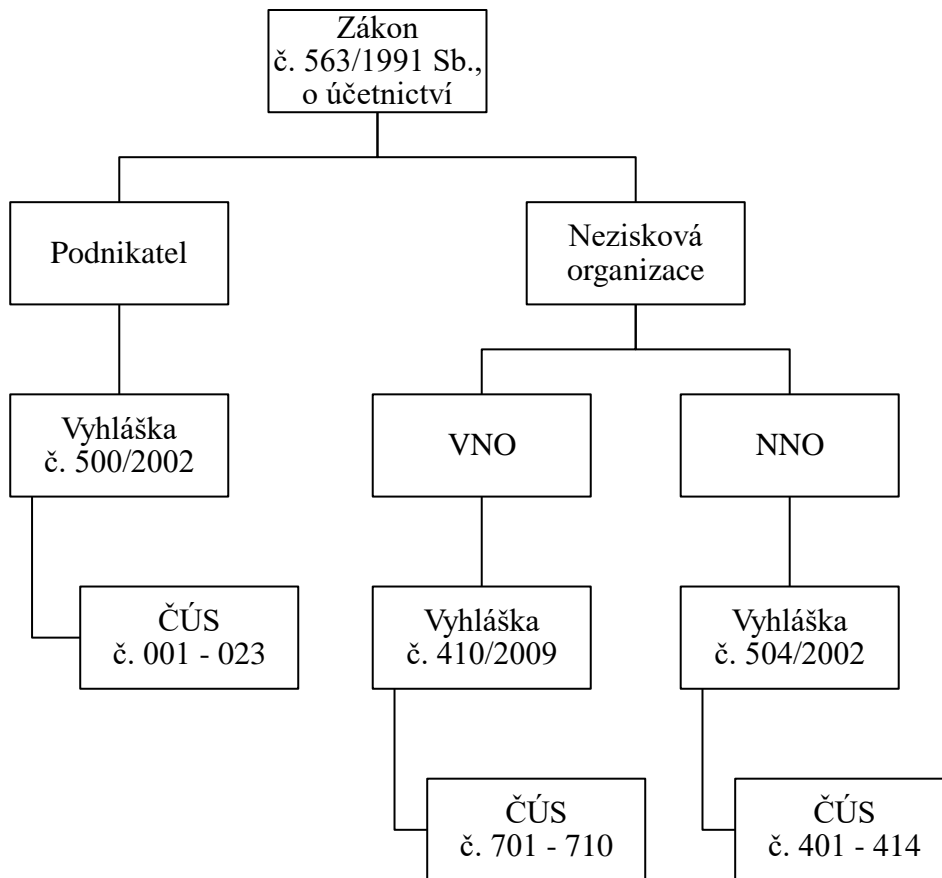 Zákon
č. 563/1991 Sb.,
o účetnictví
Podnikatel
Nezisková
organizace
Vyhláška
č. 500/2002
VNO
NNO
ČÚS
č. 001 - 023
Vyhláška
č. 410/2009
Vyhláška
č. 504/2002
ČÚS
č. 701 - 710
ČÚS
č. 401 - 414